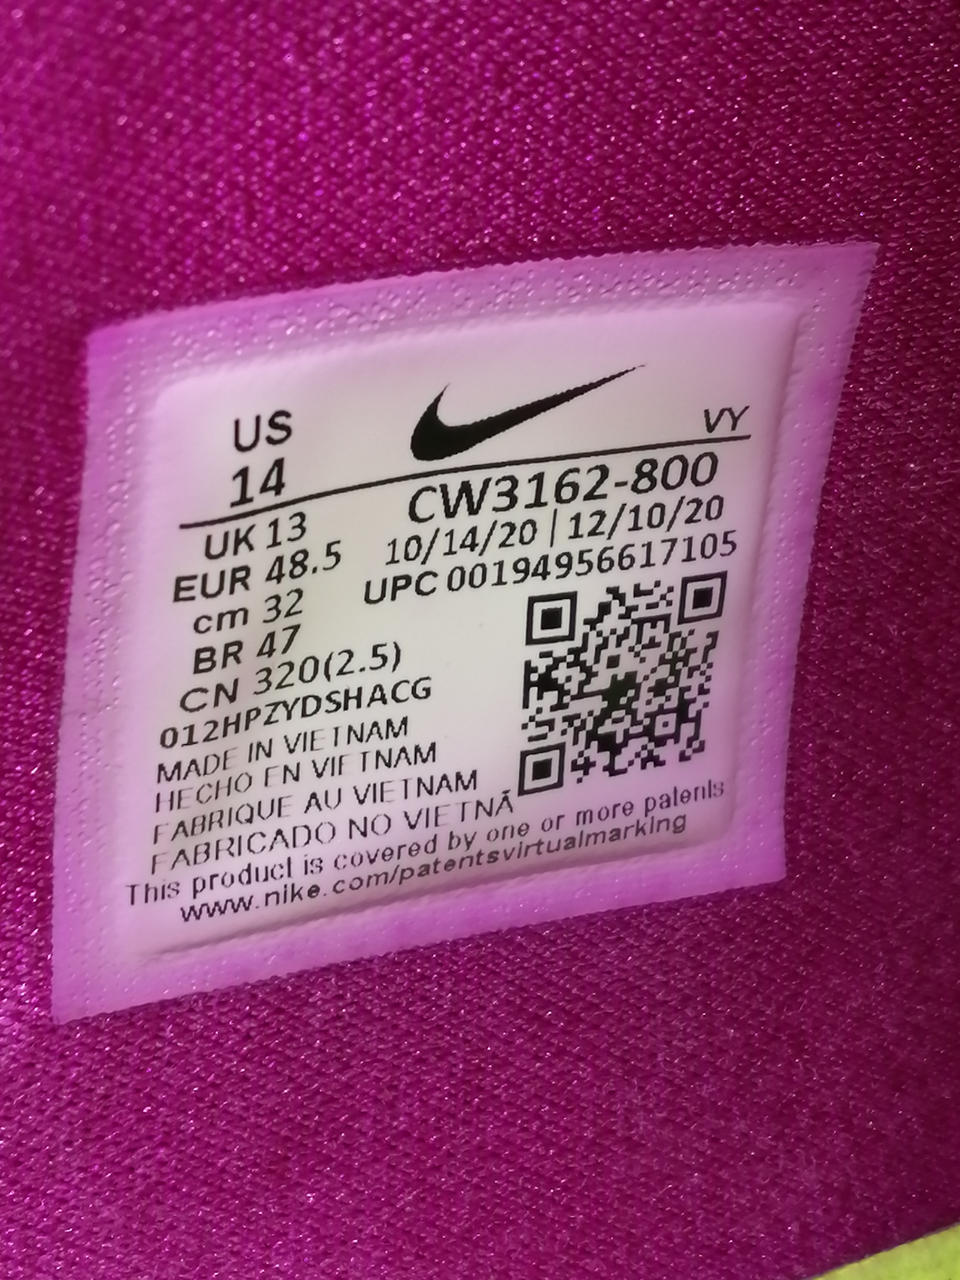 US
14
VY
UK 13
EUR 48.5
cm 32
BR 47
CN 320(2.5)
CW3162-800
10/14/20 | 12/10/20
UPC 00194956617105
012HPZYDSHACG
MADE IN VIETNAM
HECHO EN VIETNAM
FABRIQUE AU VIETNAM
FABRICADO NO VIETNÃ
This product is covered by one or more patents
www.nike.com/patentsvirtualmarking